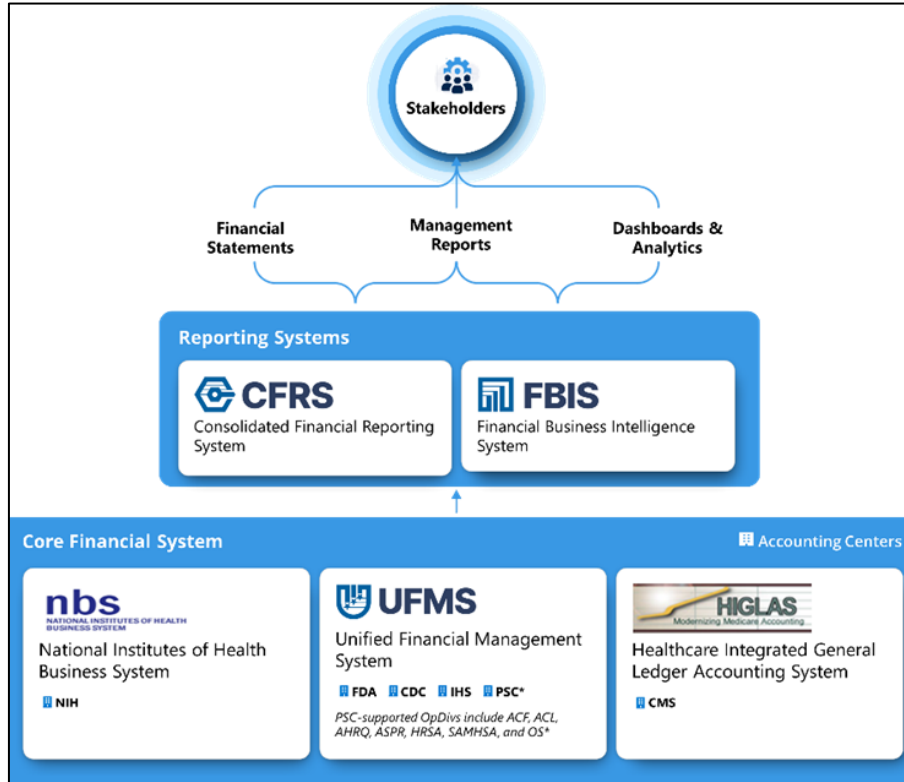 Stakeholders
Financial
Statements
Management
Reports
Dashboards &
Analytics
Reporting Systems
CFRS
Consolidated Financial Reporting
System
FBIS
Financial Business Intelligence
System
Core Financial System
Accounting Centers
nbs
NATIONAL INSTITUTES OF HEALTH
BUSINESS SYSTEM
National Institutes of Health
Business System
NIH
UFMS
Unified Financial Management
System
FDA CDC IHS PSC*
PSC-supported OpDivs include ACF, ACL,
AHRQ, ASPR, HRSA, SAMHSA, and OS*
HIGLAS
Modernizing Medicare Accounting
Healthcare Integrated General
Ledger Accounting System
CMS